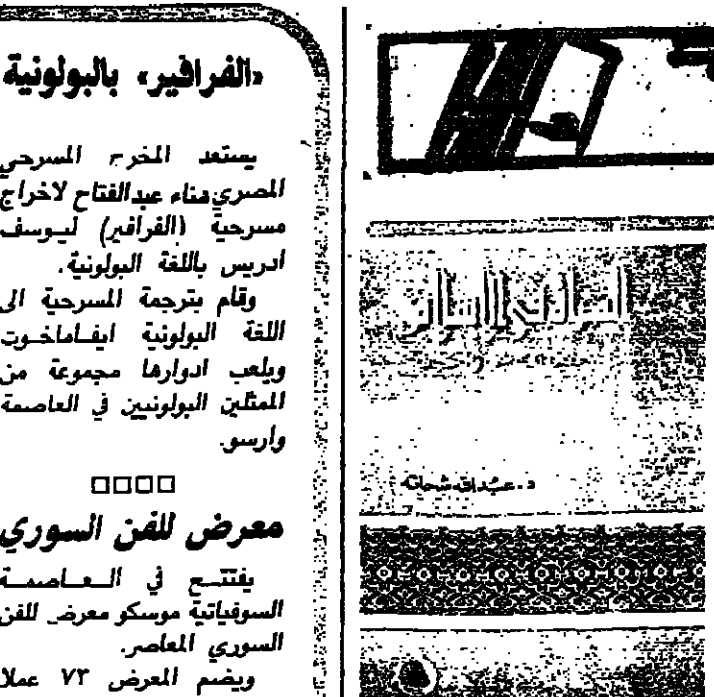 «الفرافير» بالبولونية
يستعد المخرج المسرحي
المصري هناء عبدالفتاح لاخراج
مسرحية (الفرافير) ليوسف
ادريس باللغة البولونية.
وقام بترجمة المسرحية الى
اللغة البولونية ايفاماخوت
ويلعب ادوارها مجموعة من
الممثلين البولونيين في العاصمة
وارسو.
معرض للفن السوري
يفتتح في العاصمة
السوفياتية موسكو معرض للفن
السوري المعاصر.
ويضم المعرض ٧٣ عملا
د. عبدالله شحاته